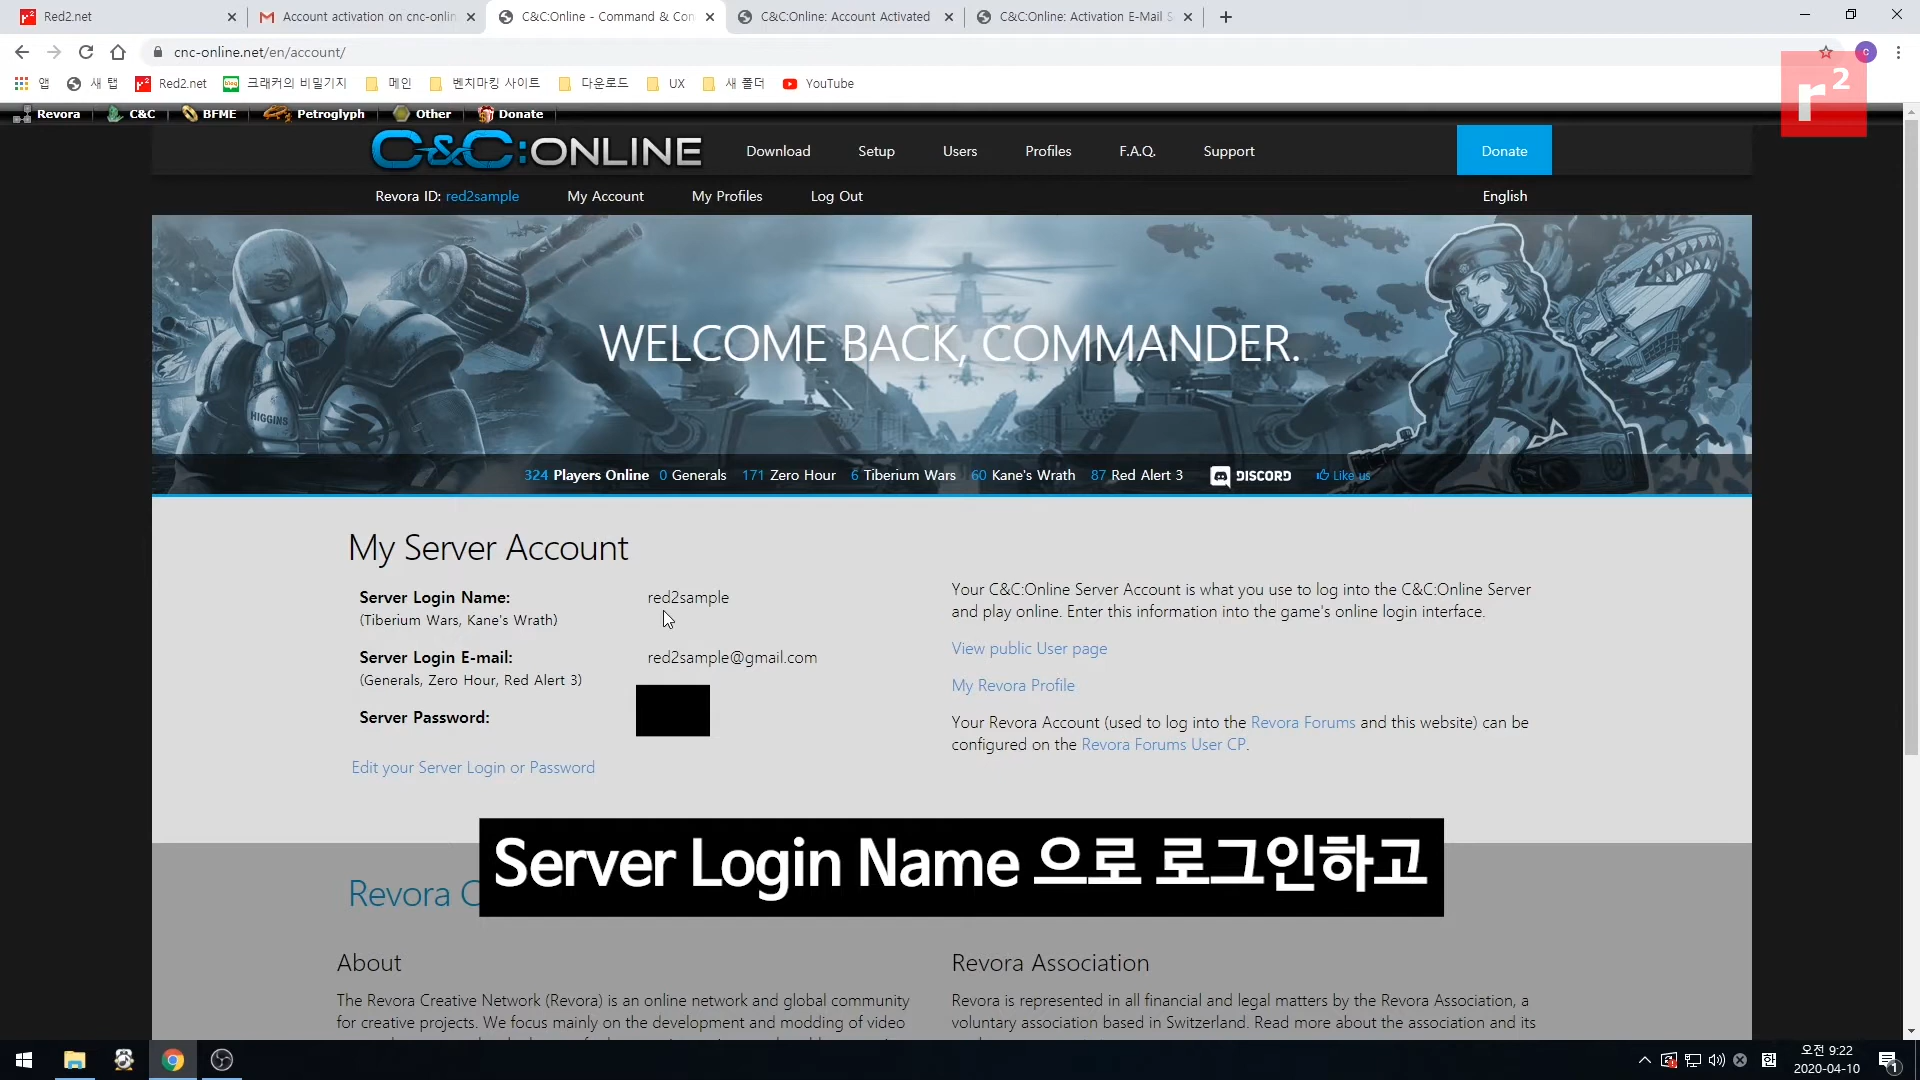 Red2.net
Account activation on cnc-onlin
C&C:Online - Command & Con
C&C:Online: Account Activated
C&C:Online: Activation E-Mail S
cnc-online.net/en/account/
앱
새 탭
Red2.net
크래커의 비밀기지
메인
벤치마킹 사이트
다운로드
UX
새 폴더
YouTube
r2
Revora
C&C
BFME
Petroglyph
Other
Donate
C&C:ONLINE
Download
Setup
Users
Profiles
F.A.Q.
Support
Donate
Revora ID: red2sample
My Account
My Profiles
Log Out
English
HIGGINS
WELCOME BACK, COMMANDER.
324 Players Online 0 Generals 171 Zero Hour 6 Tiberium Wars 60 Kane's Wrath 87 Red Alert 3 DISCORD Like us
My Server Account
Server Login Name: red2sample
(Tiberium Wars, Kane's Wrath)
Server Login E-mail: red2sample@gmail.com
(Generals, Zero Hour, Red Alert 3)
Server Password:
Edit your Server Login or Password
Your C&C:Online Server Account is what you use to log into the C&C:Online Server
and play online. Enter this information into the game's online login interface.
View public User page
My Revora Profile
Your Revora Account (used to log into the Revora Forums and this website) can be
configured on the Revora Forums User CP.
Server Login Name 으로 로그인하고
Revora C
About
The Revora Creative Network (Revora) is an online network and global community
for creative projects. We focus mainly on the development and modding of video
Revora Association
Revora is represented in all financial and legal matters by the Revora Association, a
voluntary association based in Switzerland. Read more about the association and its
한
오전 9:22
2020-04-10
1